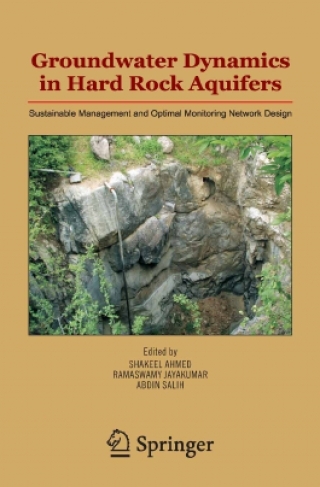 Groundwater Dynamics
in Hard Rock Aquifers
Sustainable Management and Optimal Monitoring Network Design
Edited by
SHAKEEL AHMED
RAMASWAMY JAYAKUMAR
ABDIN SALIH
Springer